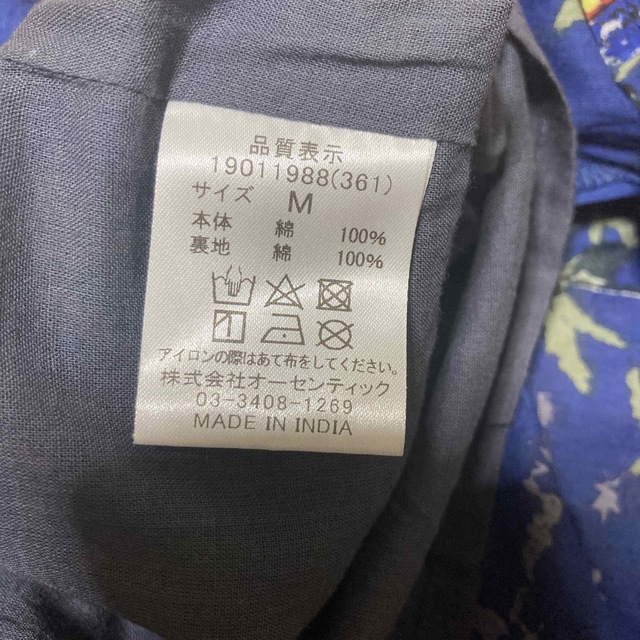 品質表示
19011988(361)
サイズ M
本体 綿 100%
裏地 綿 100%
アイロンの際はあて布をしてください。
株式会社オーセンティック
03-3408-1269
MADE IN INDIA